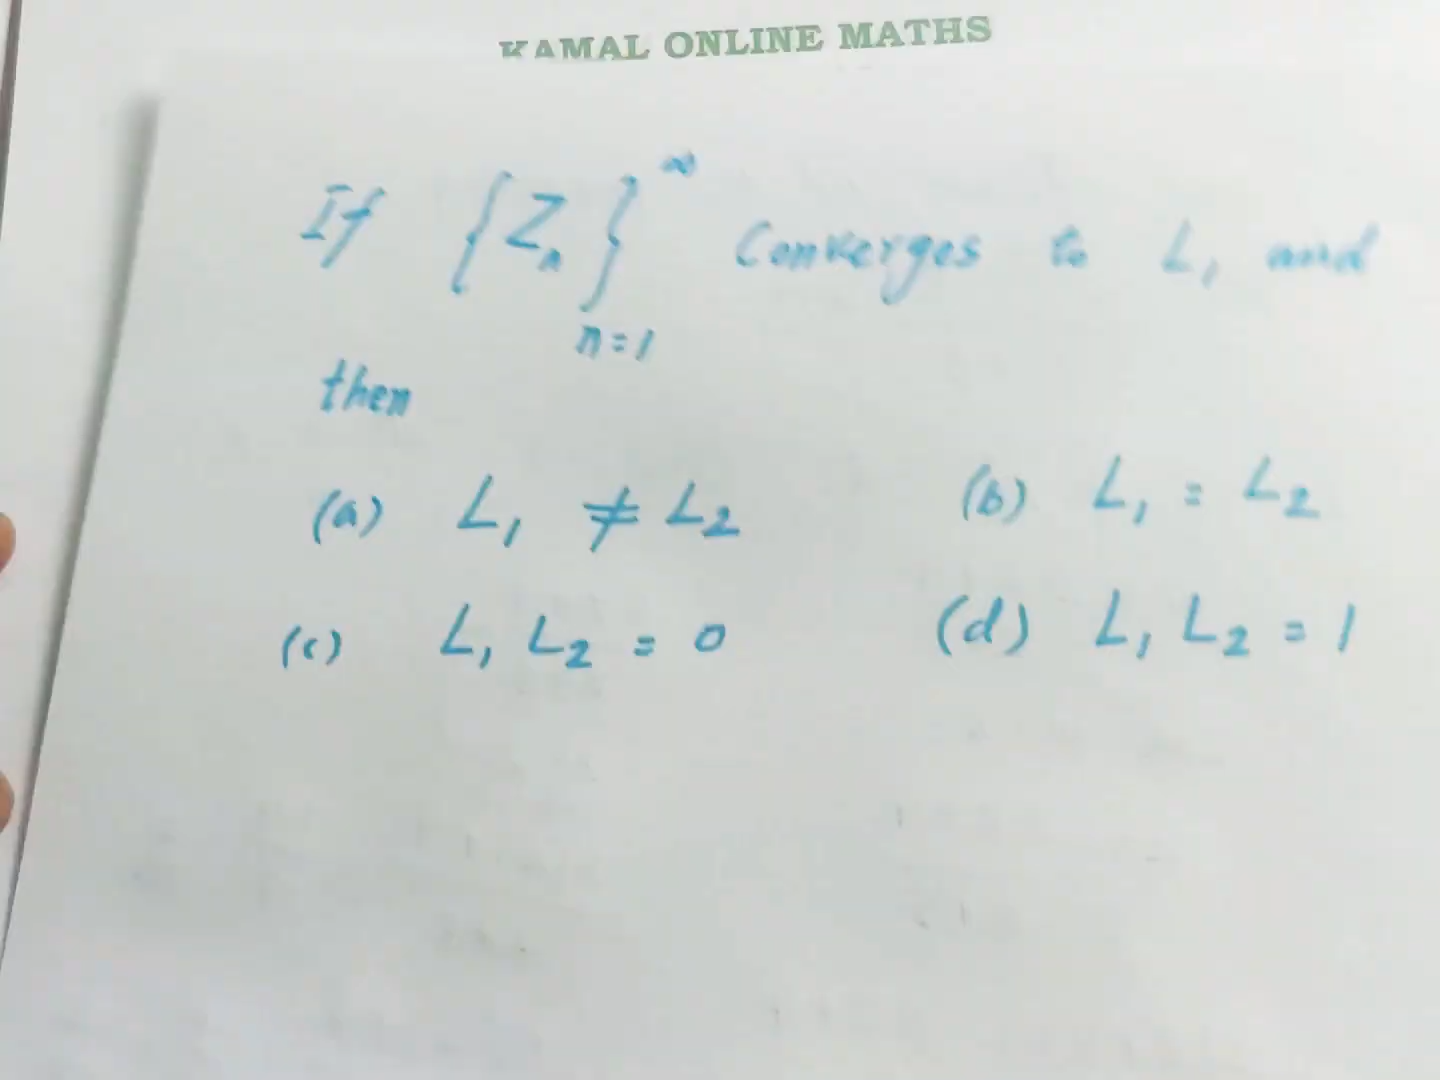 KAMAL ONLINE MATHS
If {Zₙ}^∞ₙ₌₁ Converges to L₁ and
then
(a) L₁ ≠ L₂ (b) L₁ = L₂
(c) L₁ L₂ = 0 (d) L₁ L₂ = 1